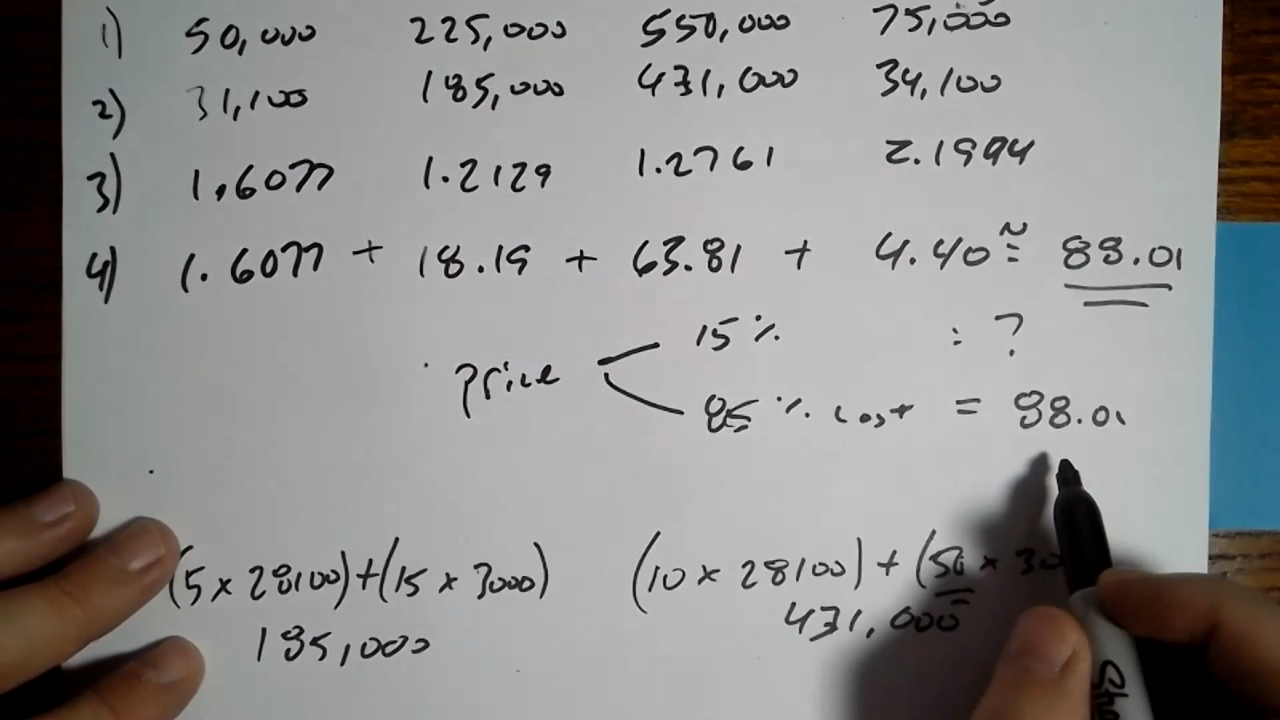 1) 50,000 225,000 550,000 75,000
2) 31,100 185,000 431,000 34,100
3) 1.6077 1.2129 1.2761 2.1994
4) 1.6077 + 18.19 + 63.81 + 4.40 ≅ 88.01
15% = ?
price
85% cost = 88.01
(5 x 28100) + (15 x 3000) (10 x 28100) + (50 x 30
185,000 431,000
Sha